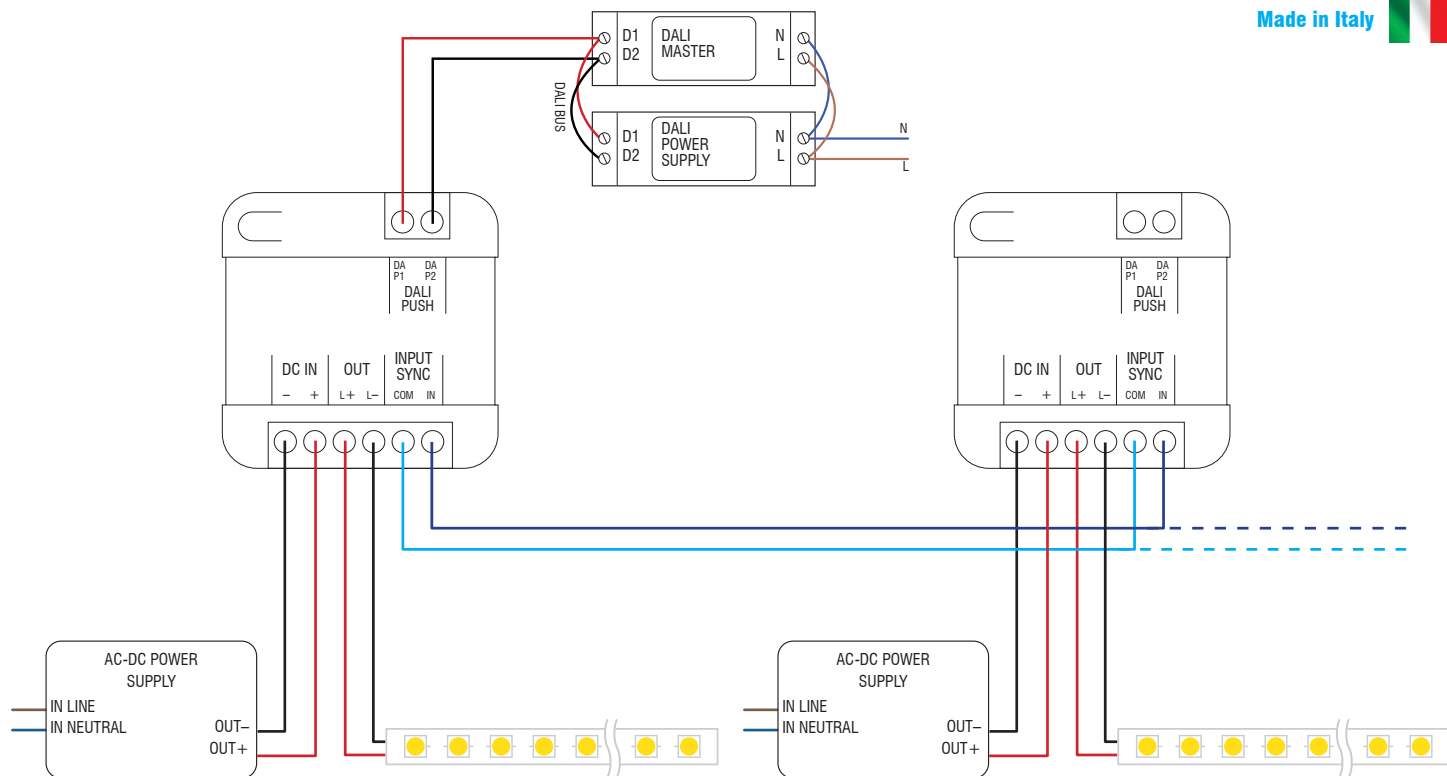 Made in Italy
D1
D2
DALI
MASTER
N
L
DALI BUS
D1
D2
DALI
POWER
SUPPLY
N
L
N
L
DA DA
P1 P2
DALI
PUSH
DC IN OUT INPUT
SYNC
− + L+ L− COM IN
DA DA
P1 P2
DALI
PUSH
DC IN OUT INPUT
SYNC
− + L+ L− COM IN
AC-DC POWER
SUPPLY
IN LINE
IN NEUTRAL
OUT−
OUT+
AC-DC POWER
SUPPLY
IN LINE
IN NEUTRAL
OUT−
OUT+